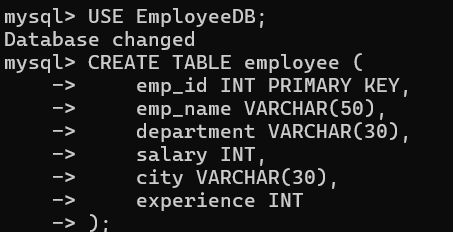 mysql> USE EmployeeDB;
Database changed
mysql> CREATE TABLE employee (
    ->     emp_id INT PRIMARY KEY,
    ->     emp_name VARCHAR(50),
    ->     department VARCHAR(30),
    ->     salary INT,
    ->     city VARCHAR(30),
    ->     experience INT
    -> );